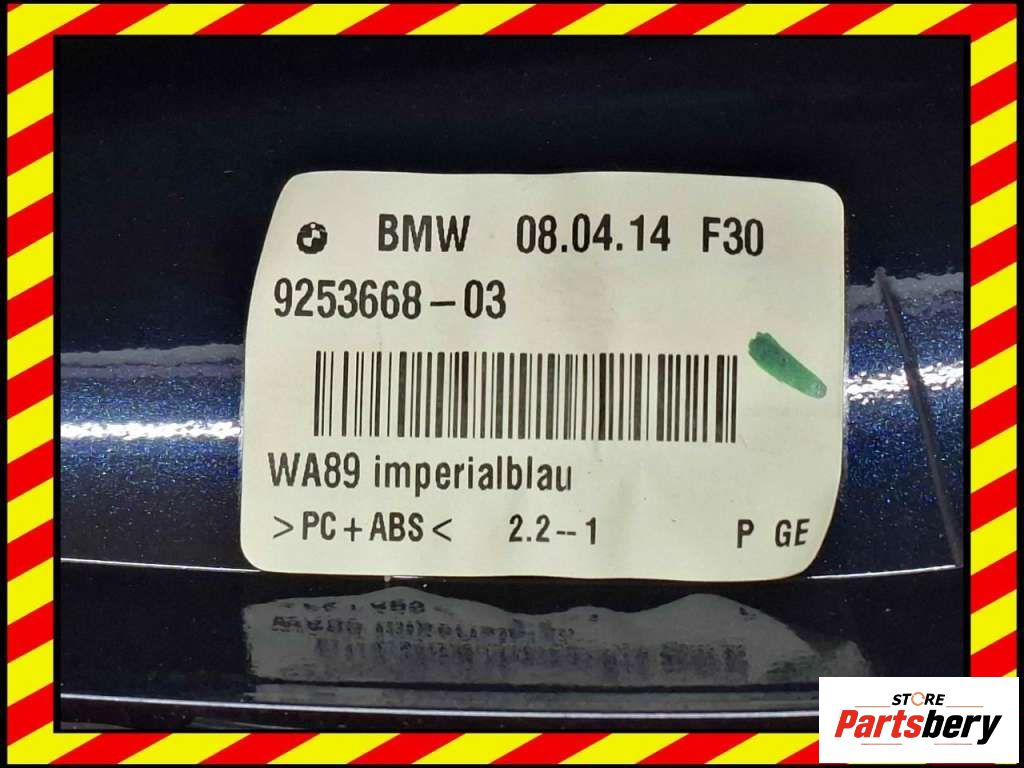 BMW 08.04.14 F30
9253668-03
WA89 imperialblau
>PC+ABS< 2.2--1 P GE
STORE
Partsbery